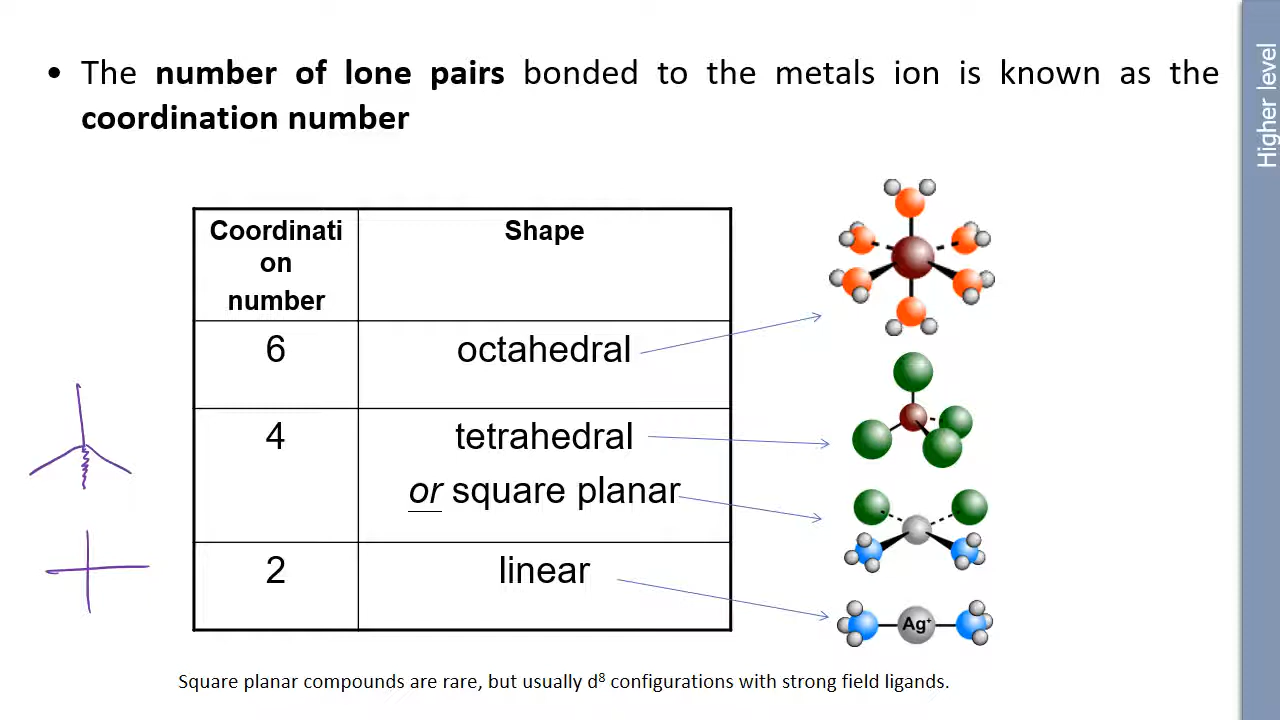 • The number of lone pairs bonded to the metals ion is known as the
coordination number
Higher level
Coordinati
on
number
Shape
6
octahedral
4
tetrahedral
or square planar
2
linear
Ag⁺
Square planar compounds are rare, but usually d⁸ configurations with strong field ligands.